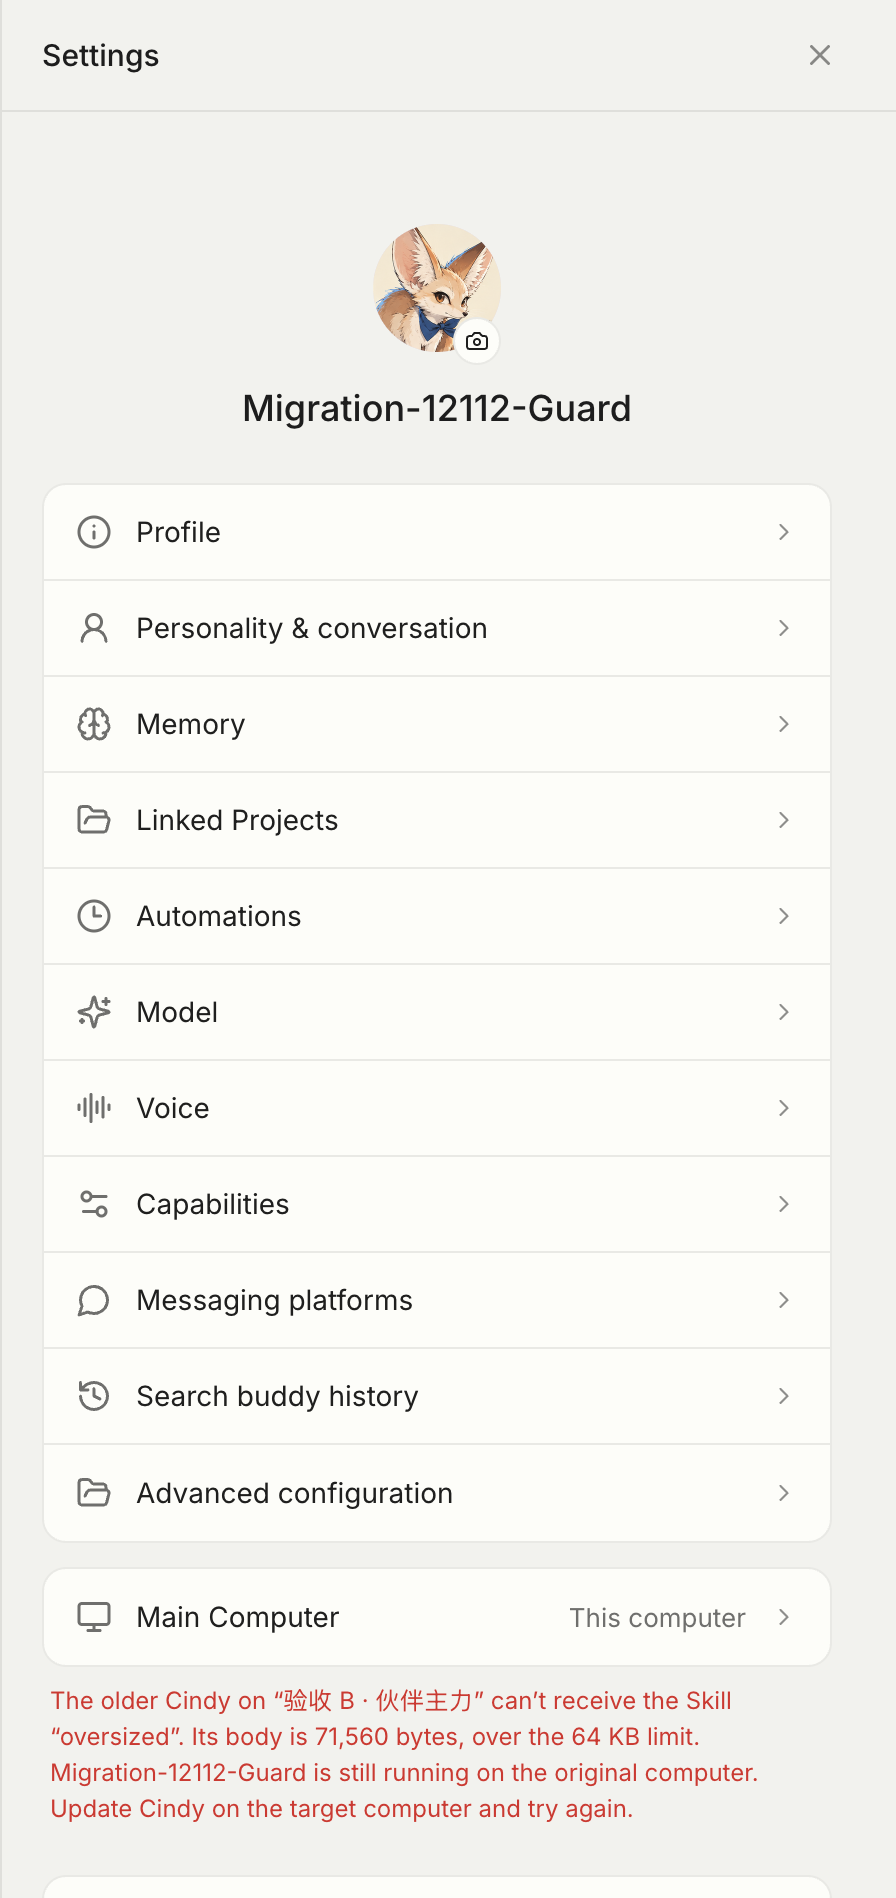 Settings
Migration-12112-Guard
Profile
Personality & conversation
Memory
Linked Projects
Automations
Model
Voice
Capabilities
Messaging platforms
Search buddy history
Advanced configuration
Main Computer This computer
The older Cindy on “验收 B · 伙伴主力” can’t receive the Skill
“oversized”. Its body is 71,560 bytes, over the 64 KB limit.
Migration-12112-Guard is still running on the original computer.
Update Cindy on the target computer and try again.